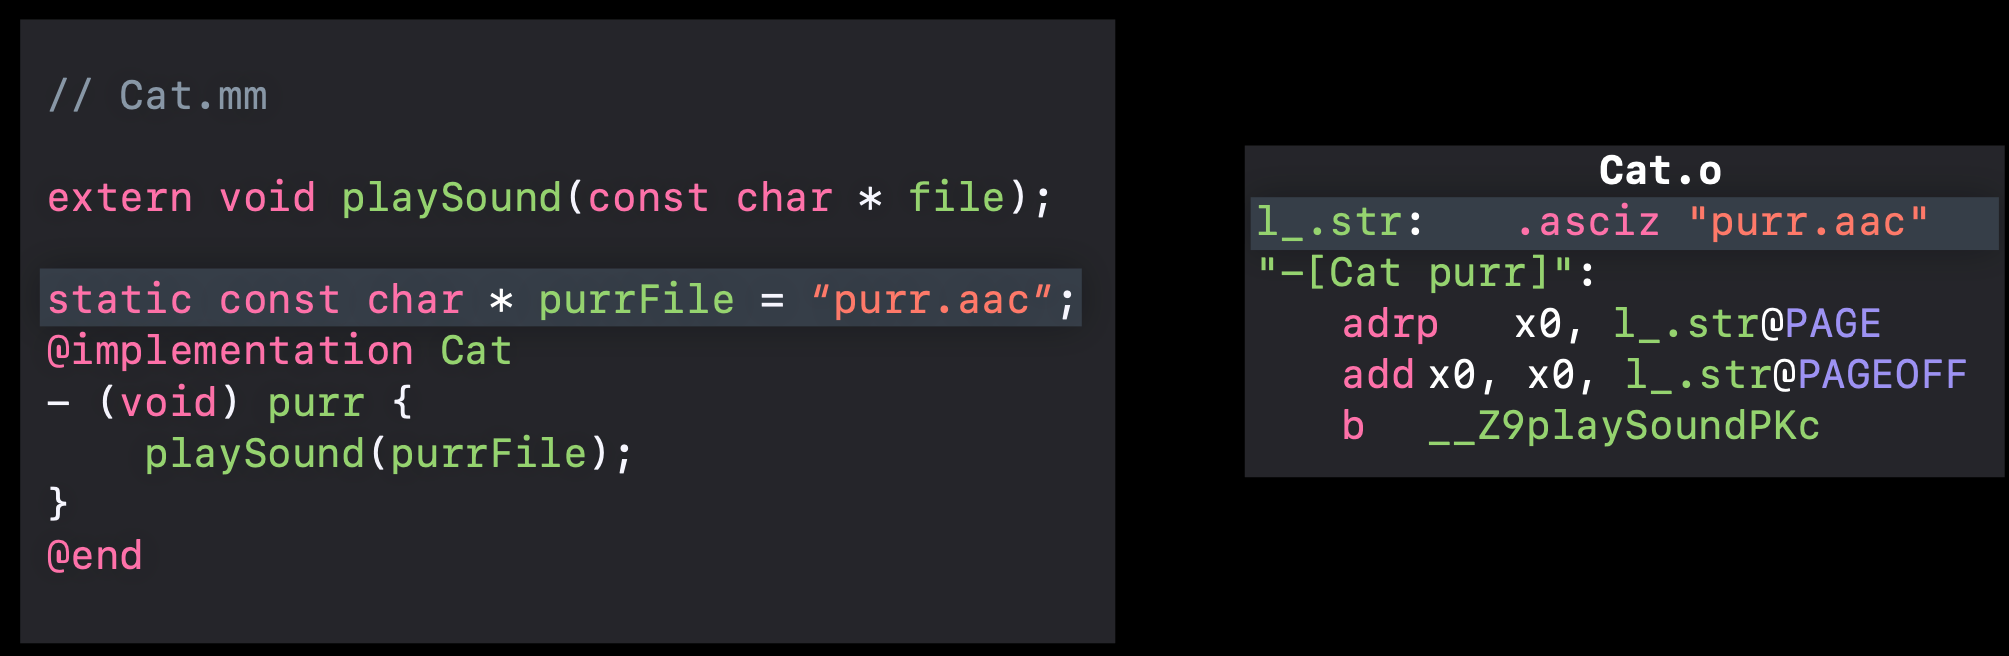 // Cat.mm
extern void playSound(const char * file);
static const char * purrFile = “purr.aac”;
@implementation Cat
– (void) purr {
playSound(purrFile);
}
@end
Cat.o
l_.str: .asciz "purr.aac"
"–[Cat purr]":
adrp x0, l_.str@PAGE
add x0, x0, l_.str@PAGEOFF
b __Z9playSoundPKc